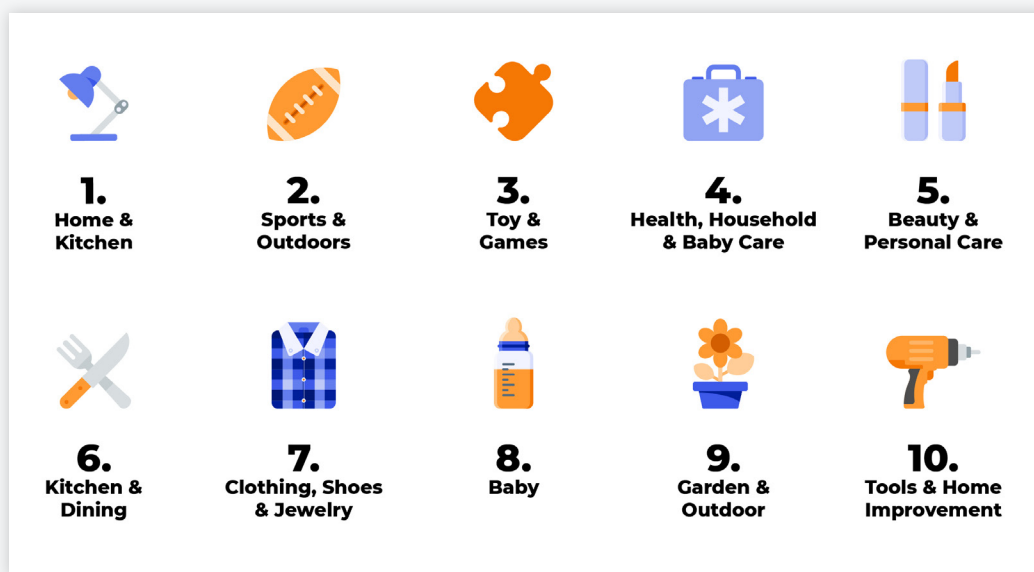 1.
Home &
Kitchen
2.
Sports &
Outdoors
3.
Toy &
Games
4.
Health, Household
& Baby Care
5.
Beauty &
Personal Care
6.
Kitchen &
Dining
7.
Clothing, Shoes
& Jewelry
8.
Baby
9.
Garden &
Outdoor
10.
Tools & Home
Improvement